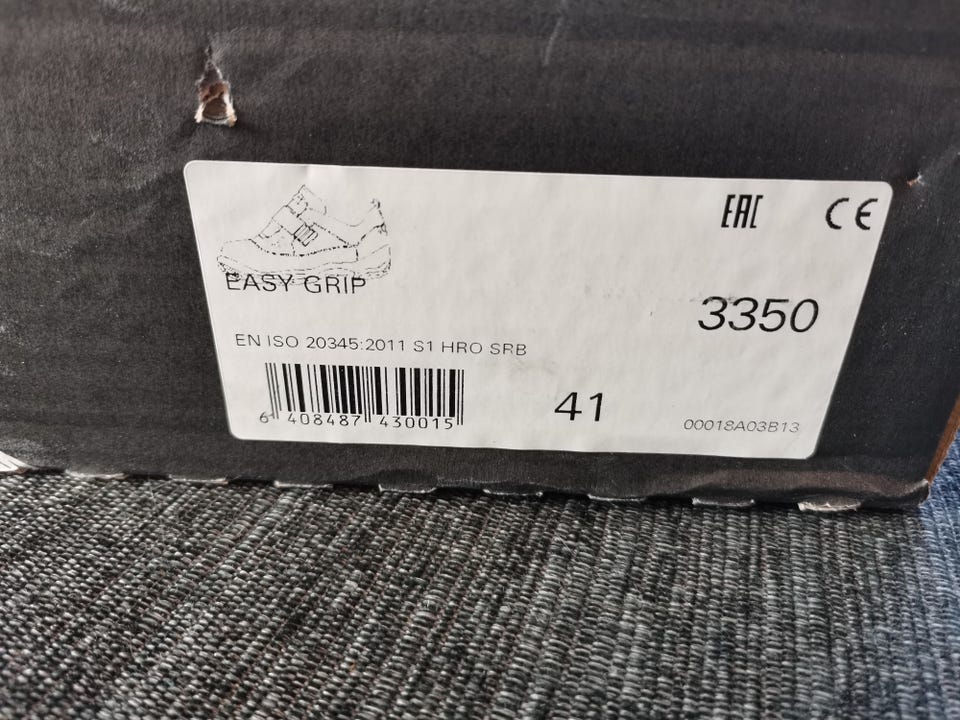 EAC CE
EASY GRIP
3350
EN ISO 20345:2011 S1 HRO SRB
41
6 408487 430015
00018A03B13